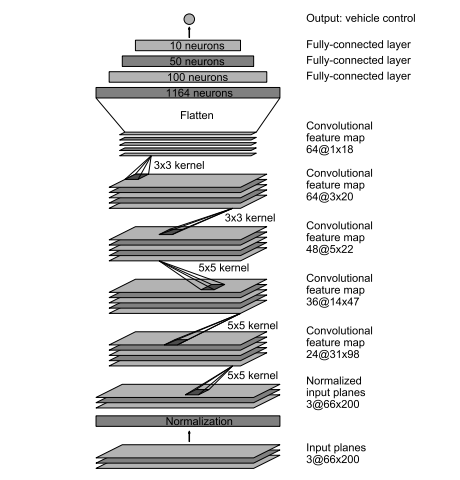 Output: vehicle control
10 neurons
Fully-connected layer
50 neurons
Fully-connected layer
100 neurons
Fully-connected layer
1164 neurons
Flatten
Convolutional
feature map
64@1x18
3x3 kernel
Convolutional
feature map
64@3x20
3x3 kernel
Convolutional
feature map
48@5x22
5x5 kernel
Convolutional
feature map
36@14x47
5x5 kernel
Convolutional
feature map
24@31x98
5x5 kernel
Normalized
input planes
3@66x200
Normalization
Input planes
3@66x200